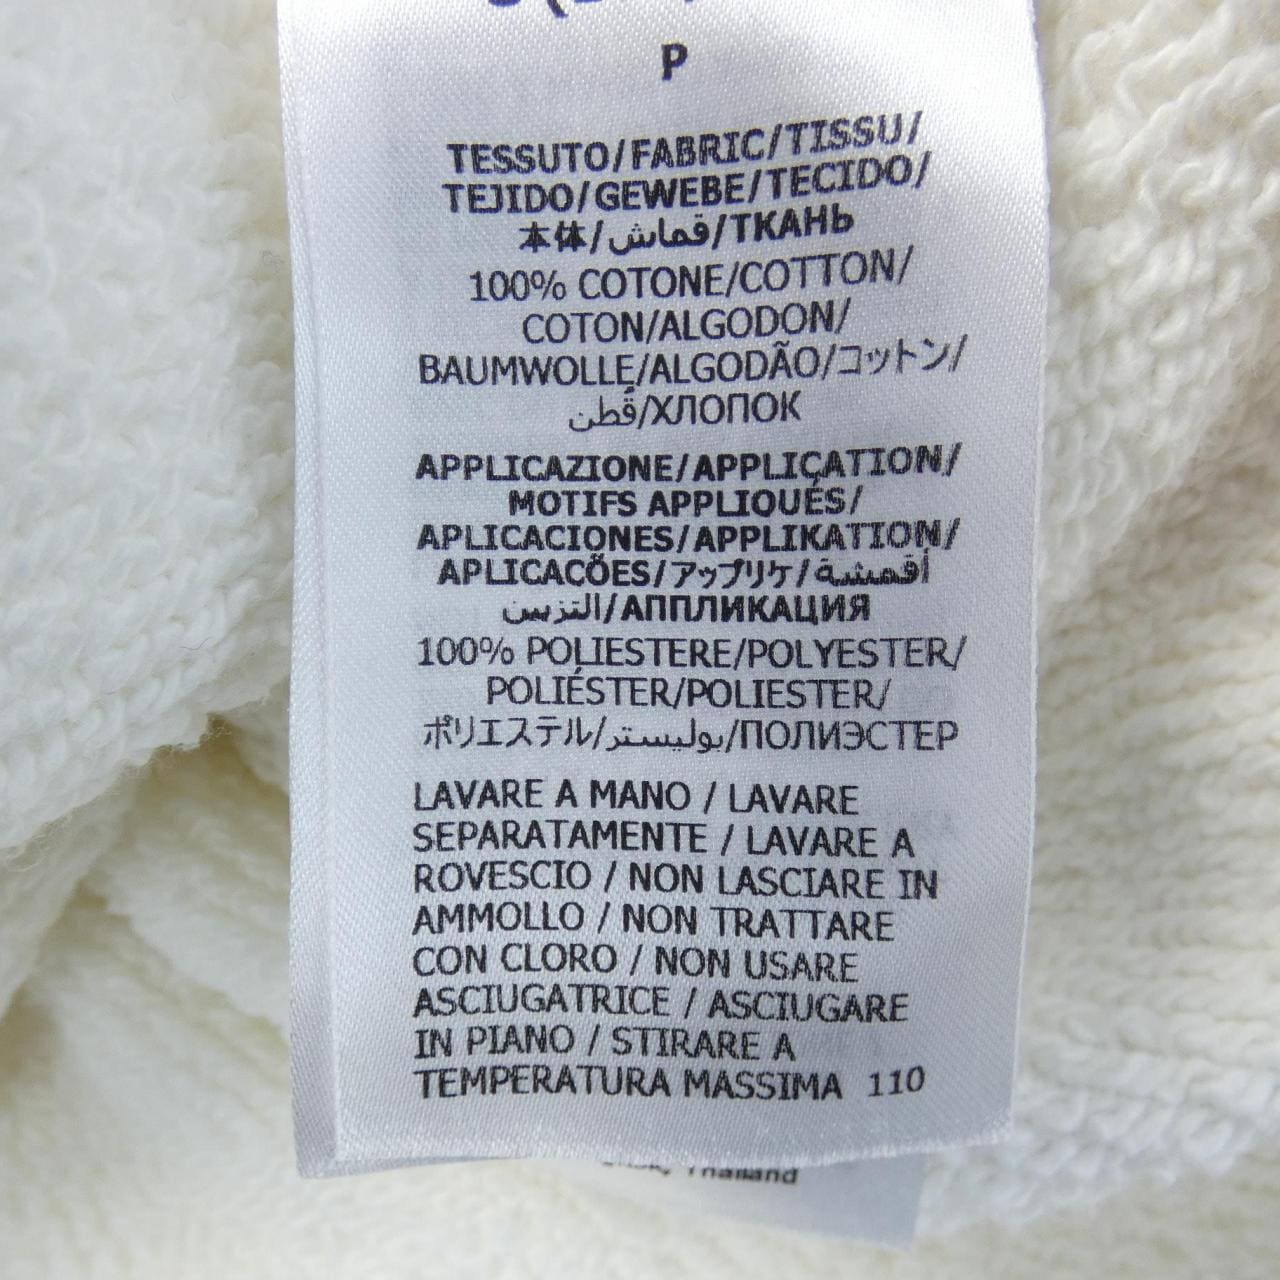 P
TESSUTO/FABRIC/TISSU/
TEJIDO/GEWEBE/TECIDO/
本体/قماش/ТКАНЬ
100% COTONE/COTTON/
COTON/ALGODON/
BAUMWOLLE/ALGODÃO/コットン/
قُطن/ХЛОПОК
APPLICAZIONE/APPLICATION/
MOTIFS APPLIQUÉS/
APLICACIONES/APPLIKATION/
APLICACÕES/アップリケ/أقمشة
التزيين/АППЛИКАЦИЯ
100% POLIESTERE/POLYESTER/
POLIÉSTER/POLIESTER/
ポリエステル/بوليستر/ПОЛИЭСТЕР
LAVARE A MANO / LAVARE
SEPARATAMENTE / LAVARE A
ROVESCIO / NON LASCIARE IN
AMMOLLO / NON TRATTARE
CON CLORO / NON USARE
ASCIUGATRICE / ASCIUGARE
IN PIANO / STIRARE A
TEMPERATURA MASSIMA 110
Thailand